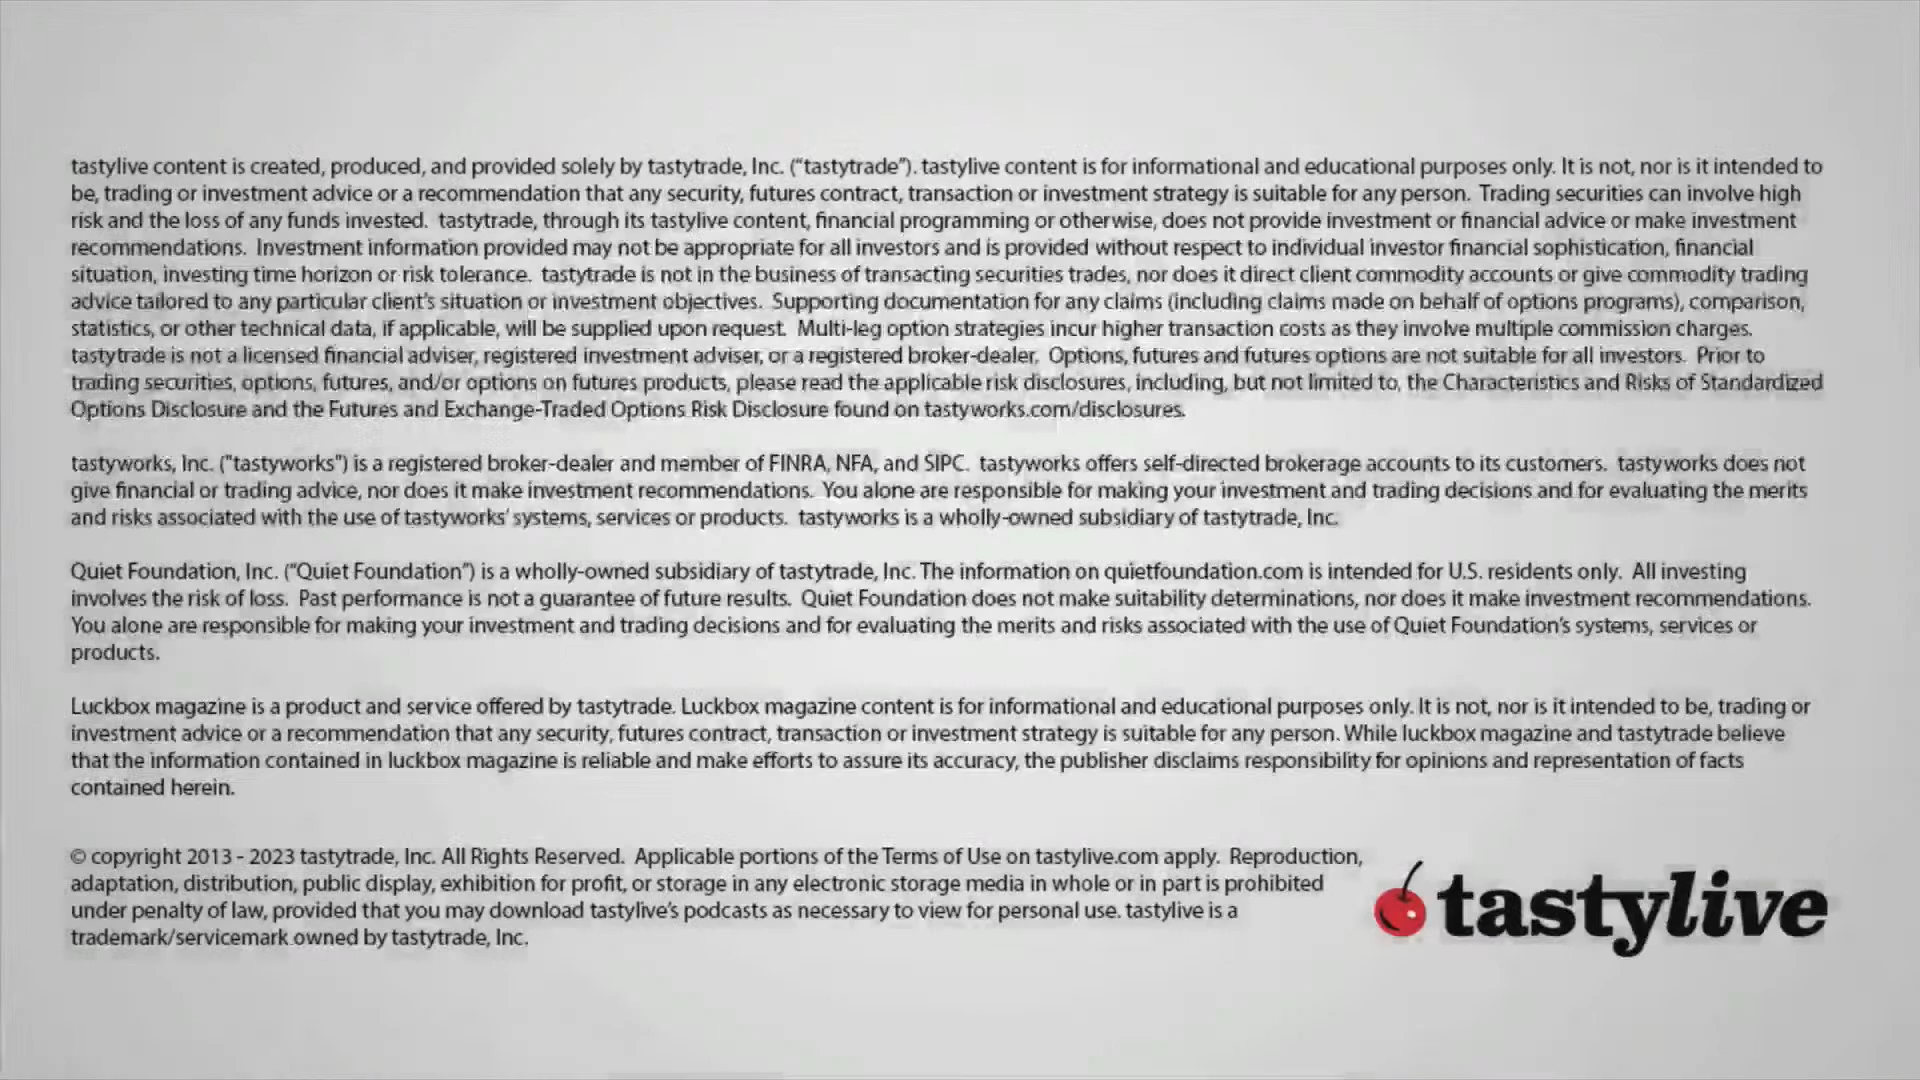 tastylive content is created, produced, and provided solely by tastytrade, Inc. (“tastytrade”). tastylive content is for informational and educational purposes only. It is not, nor is it intended to
be, trading or investment advice or a recommendation that any security, futures contract, transaction or investment strategy is suitable for any person. Trading securities can involve high
risk and the loss of any funds invested. tastytrade, through its tastylive content, financial programming or otherwise, does not provide investment or financial advice or make investment
recommendations. Investment information provided may not be appropriate for all investors and is provided without respect to individual investor financial sophistication, financial
situation, investing time horizon or risk tolerance. tastytrade is not in the business of transacting securities trades, nor does it direct client commodity accounts or give commodity trading
advice tailored to any particular client’s situation or investment objectives. Supporting documentation for any claims (including claims made on behalf of options programs), comparison,
statistics, or other technical data, if applicable, will be supplied upon request. Multi-leg option strategies incur higher transaction costs as they involve multiple commission charges.
tastytrade is not a licensed financial adviser, registered investment adviser, or a registered broker-dealer. Options, futures and futures options are not suitable for all investors. Prior to
trading securities, options, futures, and/or options on futures products, please read the applicable risk disclosures, including, but not limited to, the Characteristics and Risks of Standardized
Options Disclosure and the Futures and Exchange-Traded Options Risk Disclosure found on tastyworks.com/disclosures.
tastyworks, Inc. ("tastyworks") is a registered broker-dealer and member of FINRA, NFA, and SIPC. tastyworks offers self-directed brokerage accounts to its customers. tastyworks does not
give financial or trading advice, nor does it make investment recommendations. You alone are responsible for making your investment and trading decisions and for evaluating the merits
and risks associated with the use of tastyworks’ systems, services or products. tastyworks is a wholly-owned subsidiary of tastytrade, Inc.
Quiet Foundation, Inc. (“Quiet Foundation”) is a wholly-owned subsidiary of tastytrade, Inc. The information on quietfoundation.com is intended for U.S. residents only. All investing
involves the risk of loss. Past performance is not a guarantee of future results. Quiet Foundation does not make suitability determinations, nor does it make investment recommendations.
You alone are responsible for making your investment and trading decisions and for evaluating the merits and risks associated with the use of Quiet Foundation’s systems, services or
products.
Luckbox magazine is a product and service offered by tastytrade. Luckbox magazine content is for informational and educational purposes only. It is not, nor is it intended to be, trading or
investment advice or a recommendation that any security, futures contract, transaction or investment strategy is suitable for any person. While luckbox magazine and tastytrade believe
that the information contained in luckbox magazine is reliable and make efforts to assure its accuracy, the publisher disclaims responsibility for opinions and representation of facts
contained herein.
© copyright 2013 - 2023 tastytrade, Inc. All Rights Reserved. Applicable portions of the Terms of Use on tastylive.com apply. Reproduction,
adaptation, distribution, public display, exhibition for profit, or storage in any electronic storage media in whole or in part is prohibited
under penalty of law, provided that you may download tastylive’s podcasts as necessary to view for personal use. tastylive is a
trademark/servicemark owned by tastytrade, Inc.
tastylive